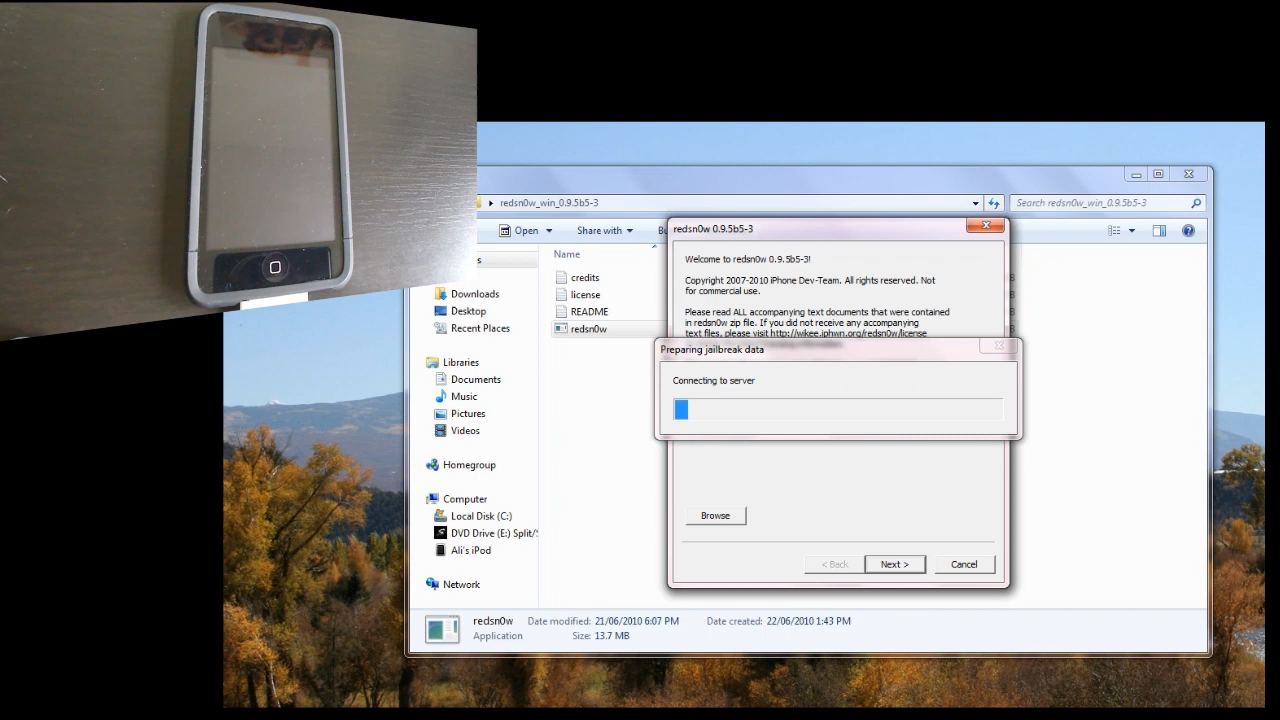 redsn0w_win_0.9.5b5-3
Search redsn0w_win_0.9.5b5-3
Open
Share with
Name
credits
license
README
redsn0w
Downloads
Desktop
Recent Places
Libraries
Documents
Music
Pictures
Videos
Homegroup
Computer
Local Disk (C:)
DVD Drive (E:) Split/S
Ali's iPod
Network
redsn0w 0.9.5b5-3
Welcome to redsn0w 0.9.5b5-3!
Copyright 2007-2010 iPhone Dev-Team. All rights reserved. Not
for commercial use.
Please read ALL accompanying text documents that were contained
in redsn0w zip file. If you did not receive any accompanying
text files, please visit http://wikee.iphwn.org/redsn0w/license
Preparing jailbreak data
Connecting to server
Browse
< Back
Next >
Cancel
redsn0w
Date modified: 21/06/2010 6:07 PM
Date created: 22/06/2010 1:43 PM
Application
Size: 13.7 MB